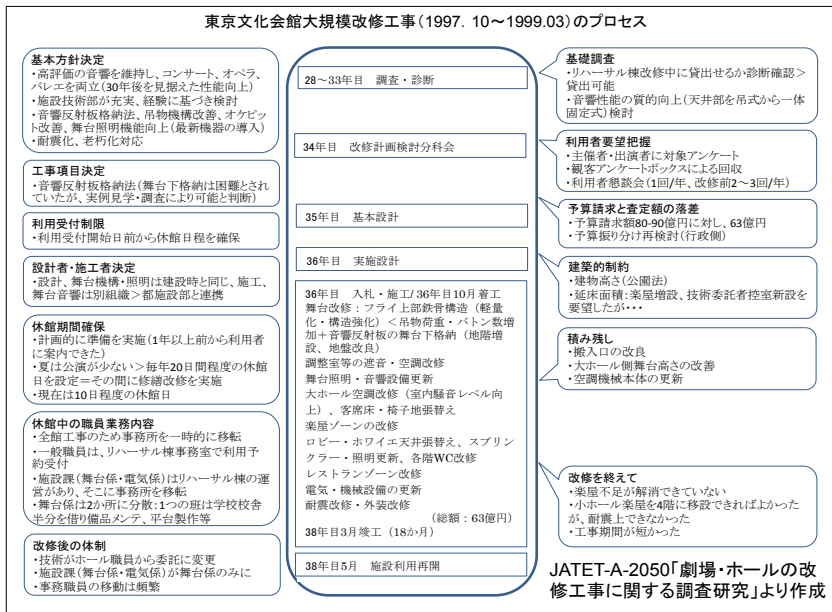 東京文化会館大規模改修工事（1997. 10～1999.03）のプロセス
基本方針決定
・高評価の音響を維持し、コンサート、オペラ、
バレエを両立（30年後を見据えた性能向上）
・施設技術部が充実、経験に基づき検討
・音響反射板格納法、吊物機構改善、オケピット
改善、舞台照明機能向上（最新機器の導入）
・耐震化、老朽化対応
工事項目決定
・音響反射板格納法（舞台下格納は困難とされ
ていたが、実例見学・調査により可能と判断）
利用受付制限
・利用受付開始日前から休館日程を確保
設計者・施工者決定
・設計、舞台機構・照明は建設時と同じ、施工、
舞台音響は別組織＞都施設部と連携
休館期間確保
・計画的に準備を実施（1年以上前から利用者
に案内できた）
・夏は公演が少ない＞毎年20日間程度の休館
日を設定＝その間に修繕改修を実施
・現在は10日程度の休館日
休館中の職員業務内容
・全館工事のため事務所を一時的に移転
・一般職員は、リハーサル棟事務室で利用予
約受付
・施設課（舞台係・電気係）はリハーサル棟の運
営があり、そこに事務所を移転
・舞台係は2か所に分散：1つの班は学校校舎
半分を借り備品メンテ、平台製作等
改修後の体制
・技術がホール職員から委託に変更
・施設課（舞台係・電気係）が舞台係のみに
・事務職員の移動は頻繁
28～33年目　調査・診断
34年目　改修計画検討分科会
35年目　基本設計
36年目　実施設計
36年目　入札・施工/ 36年目10月着工
舞台改修：フライ上部鉄骨構造（軽量
化・構造強化）＜吊物荷重・バトン数増
加＋音響反射板の舞台下格納（地階増
設、地盤改良）
調整室等の遮音・空調改修
舞台照明・音響設備更新
大ホール空調改修（室内騒音レベル向
上）、客席床・椅子地張替え
楽屋ゾーンの改修
ロビー・ホワイエ天井張替え、スプリン
クラー・照明更新、各階WC改修
レストランゾーン改修
電気・機械設備の更新
耐震改修・外装改修
（総額：63億円）
38年目3月竣工（18か月）
38年目5月　施設利用再開
基礎調査
・リハーサル棟改修中に貸出せるか診断確認＞
貸出可能
・音響性能の質的向上（天井部を吊式から一体
固定式）検討
利用者要望把握
・主催者・出演者に対象アンケート
・観客アンケートボックスによる回収
・利用者懇談会（1回/年、改修前2～3回/年）
予算請求と査定額の落差
・予算請求額80-90億円に対し、63億円
・予算振り分け再検討（行政側）
建築的制約
・建物高さ（公園法）
・延床面積：楽屋増設、技術委託者控室新設を
要望したが・・・
積み残し
・搬入口の改良
・大ホール側舞台高さの改善
・空調機械本体の更新
改修を終えて
・楽屋不足が解消できていない
・小ホール楽屋を4階に移設できればよかった
が、耐震上できなかった
・工事期間が短かった
JATET-A-2050「劇場・ホールの改
修工事に関する調査研究」より作成